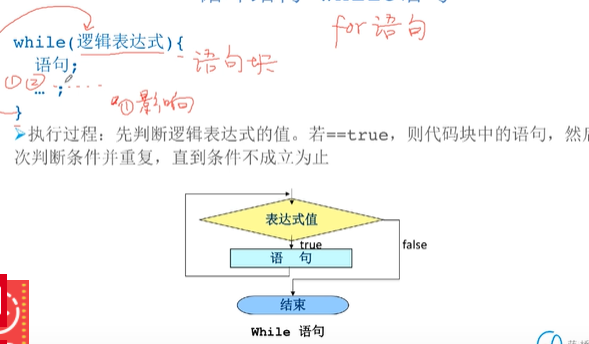 for语句
while(逻辑表达式){
语句;
语句块
①②
… ;
①影响
}
➢执行过程：先判断逻辑表达式的值。若==true，则代码块中的语句，然后
次判断条件并重复，直到条件不成立为止
表达式值
true
false
语 句
结束
While 语句